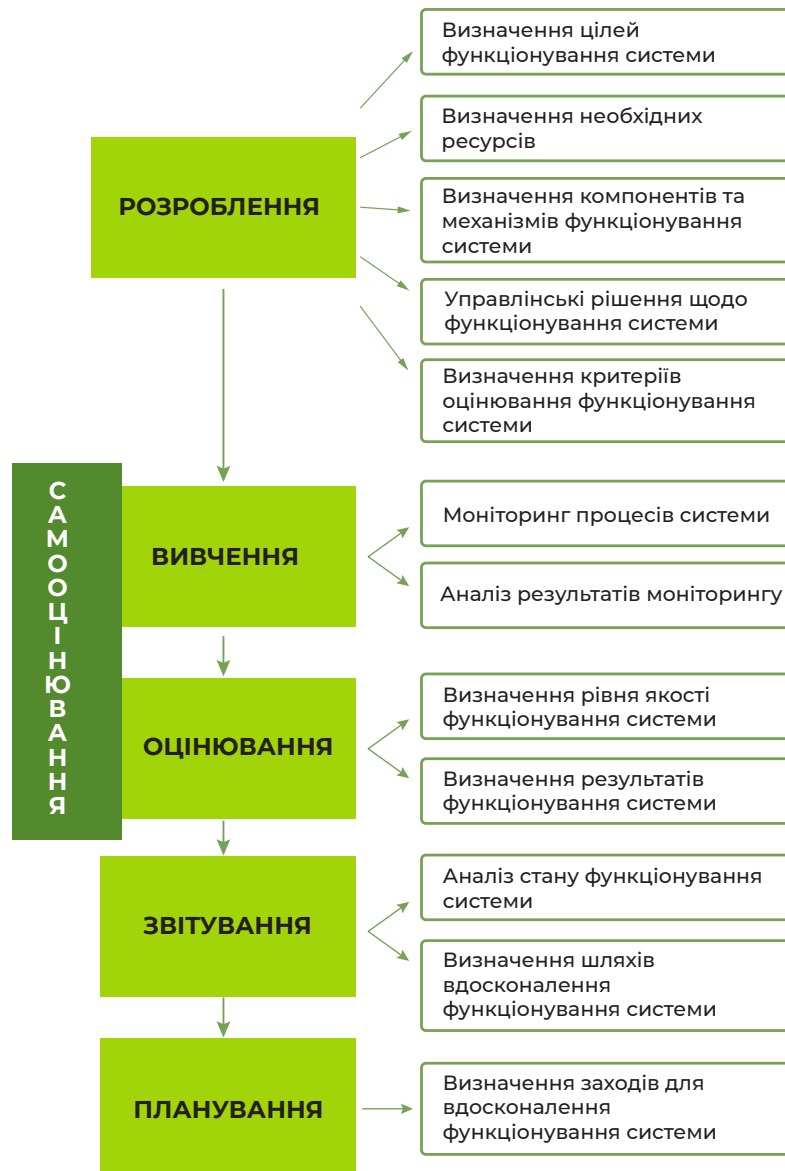 Визначення цілей
функціонування системи
Визначення необхідних
ресурсів
РОЗРОБЛЕННЯ
Визначення компонентів та
механізмів функціонування
системи
Управлінські рішення щодо
функціонування системи
Визначення критеріїв
оцінювання функціонування
системи
САМООЦІНЮВАННЯ
ВИВЧЕННЯ
Моніторинг процесів системи
Аналіз результатів моніторингу
ОЦІНЮВАННЯ
Визначення рівня якості
функціонування системи
Визначення результатів
функціонування системи
ЗВІТУВАННЯ
Аналіз стану функціонування
системи
Визначення шляхів
вдосконалення
функціонування системи
ПЛАНУВАННЯ
Визначення заходів для
вдосконалення
функціонування системи